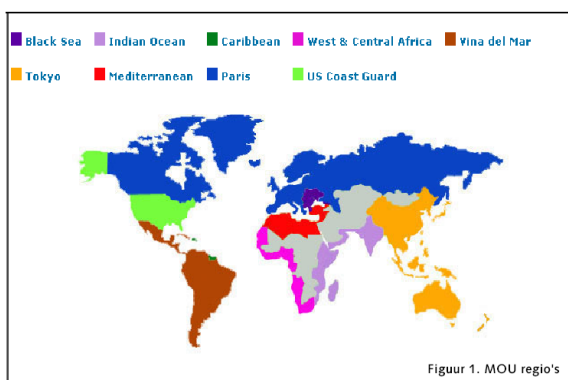 Black Sea Indian Ocean Caribbean West & Central Africa Vina del Mar
Tokyo Mediterranean Paris US Coast Guard
Figuur 1. MOU regio's